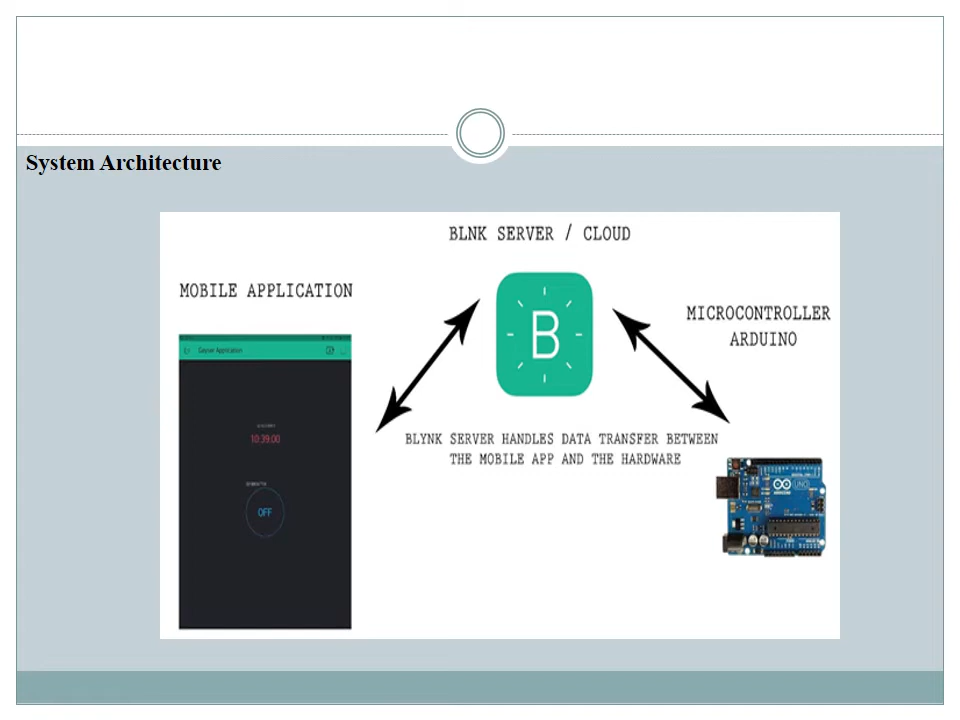 System Architecture
BLNK SERVER / CLOUD
MOBILE APPLICATION
MICROCONTROLLER
ARDUINO
B
Geyser Application
10:39:00
OFF
BLYNK SERVER HANDLES DATA TRANSFER BETWEEN
THE MOBILE APP AND THE HARDWARE
UNO